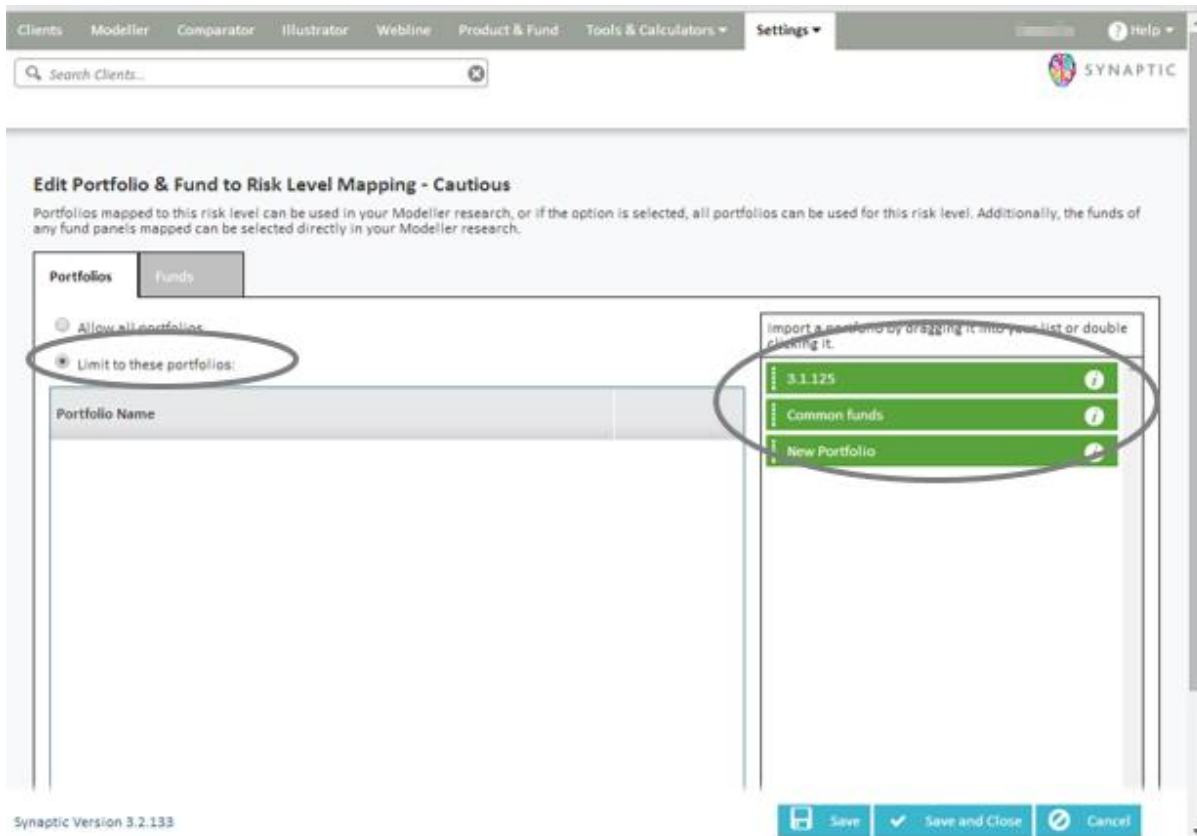 Clients Modeller Comparator Illustrator Webline Product & Fund Tools & Calculators Settings Help
Search Clients...
SYNAPTIC
Edit Portfolio & Fund to Risk Level Mapping - Cautious
Portfolios mapped to this risk level can be used in your Modeller research, or if the option is selected, all portfolios can be used for this risk level. Additionally, the funds of
any fund panels mapped can be selected directly in your Modeller research.
Portfolios Funds
Allow all portfolios
Limit to these portfolios:
Portfolio Name
Import a portfolio by dragging it into your list or double
clicking it.
3.1.125
Common funds
New Portfolio
Synaptic Version 3.2.133
Save Save and Close Cancel